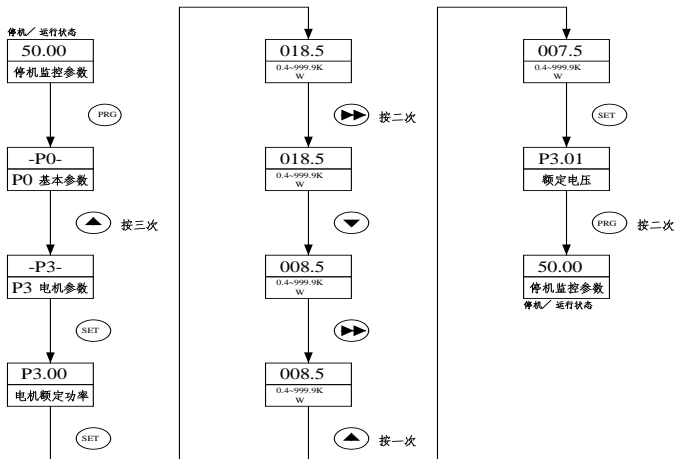 停机／运行状态
50.00
停机监控参数
PRG
-P0-
P0 基本参数
按三次
-P3-
P3 电机参数
SET
P3.00
电机额定功率
SET
018.5
0.4~999.9K
W
按二次
018.5
0.4~999.9K
W
008.5
0.4~999.9K
W
008.5
0.4~999.9K
W
按一次
007.5
0.4~999.9K
W
SET
P3.01
额定电压
PRG 按二次
50.00
停机监控参数
停机／运行状态